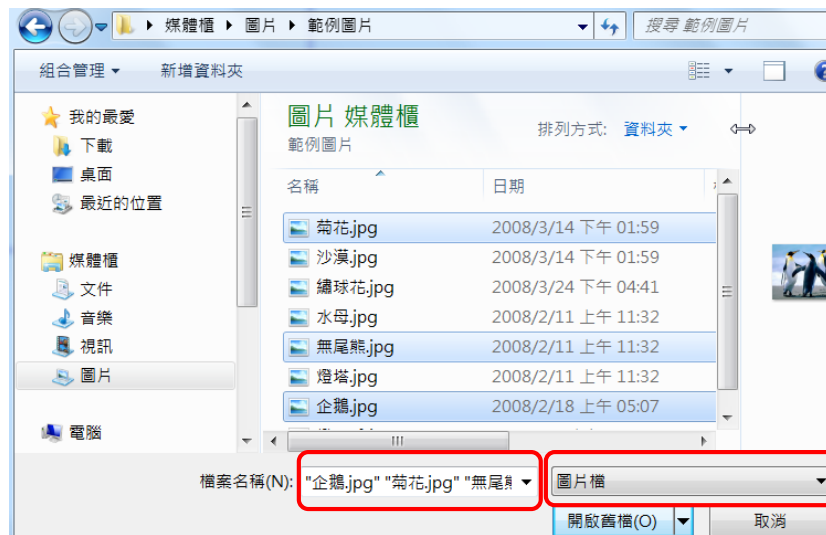 媒體櫃 圖片 範例圖片 搜尋 範例圖片
組合管理 新增資料夾
我的最愛
下載
桌面
最近的位置
媒體櫃
文件
音樂
視訊
圖片
電腦
圖片 媒體櫃
範例圖片
排列方式: 資料夾
名稱 日期
菊花.jpg 2008/3/14 下午 01:59
沙漠.jpg 2008/3/14 下午 01:59
繡球花.jpg 2008/3/24 下午 04:41
水母.jpg 2008/2/11 上午 11:32
無尾熊.jpg 2008/2/11 上午 11:32
燈塔.jpg 2008/2/11 上午 11:32
企鵝.jpg 2008/2/18 上午 05:07
檔案名稱(N): "企鵝.jpg" "菊花.jpg" "無尾 圖片檔
開啟舊檔(O) 取消